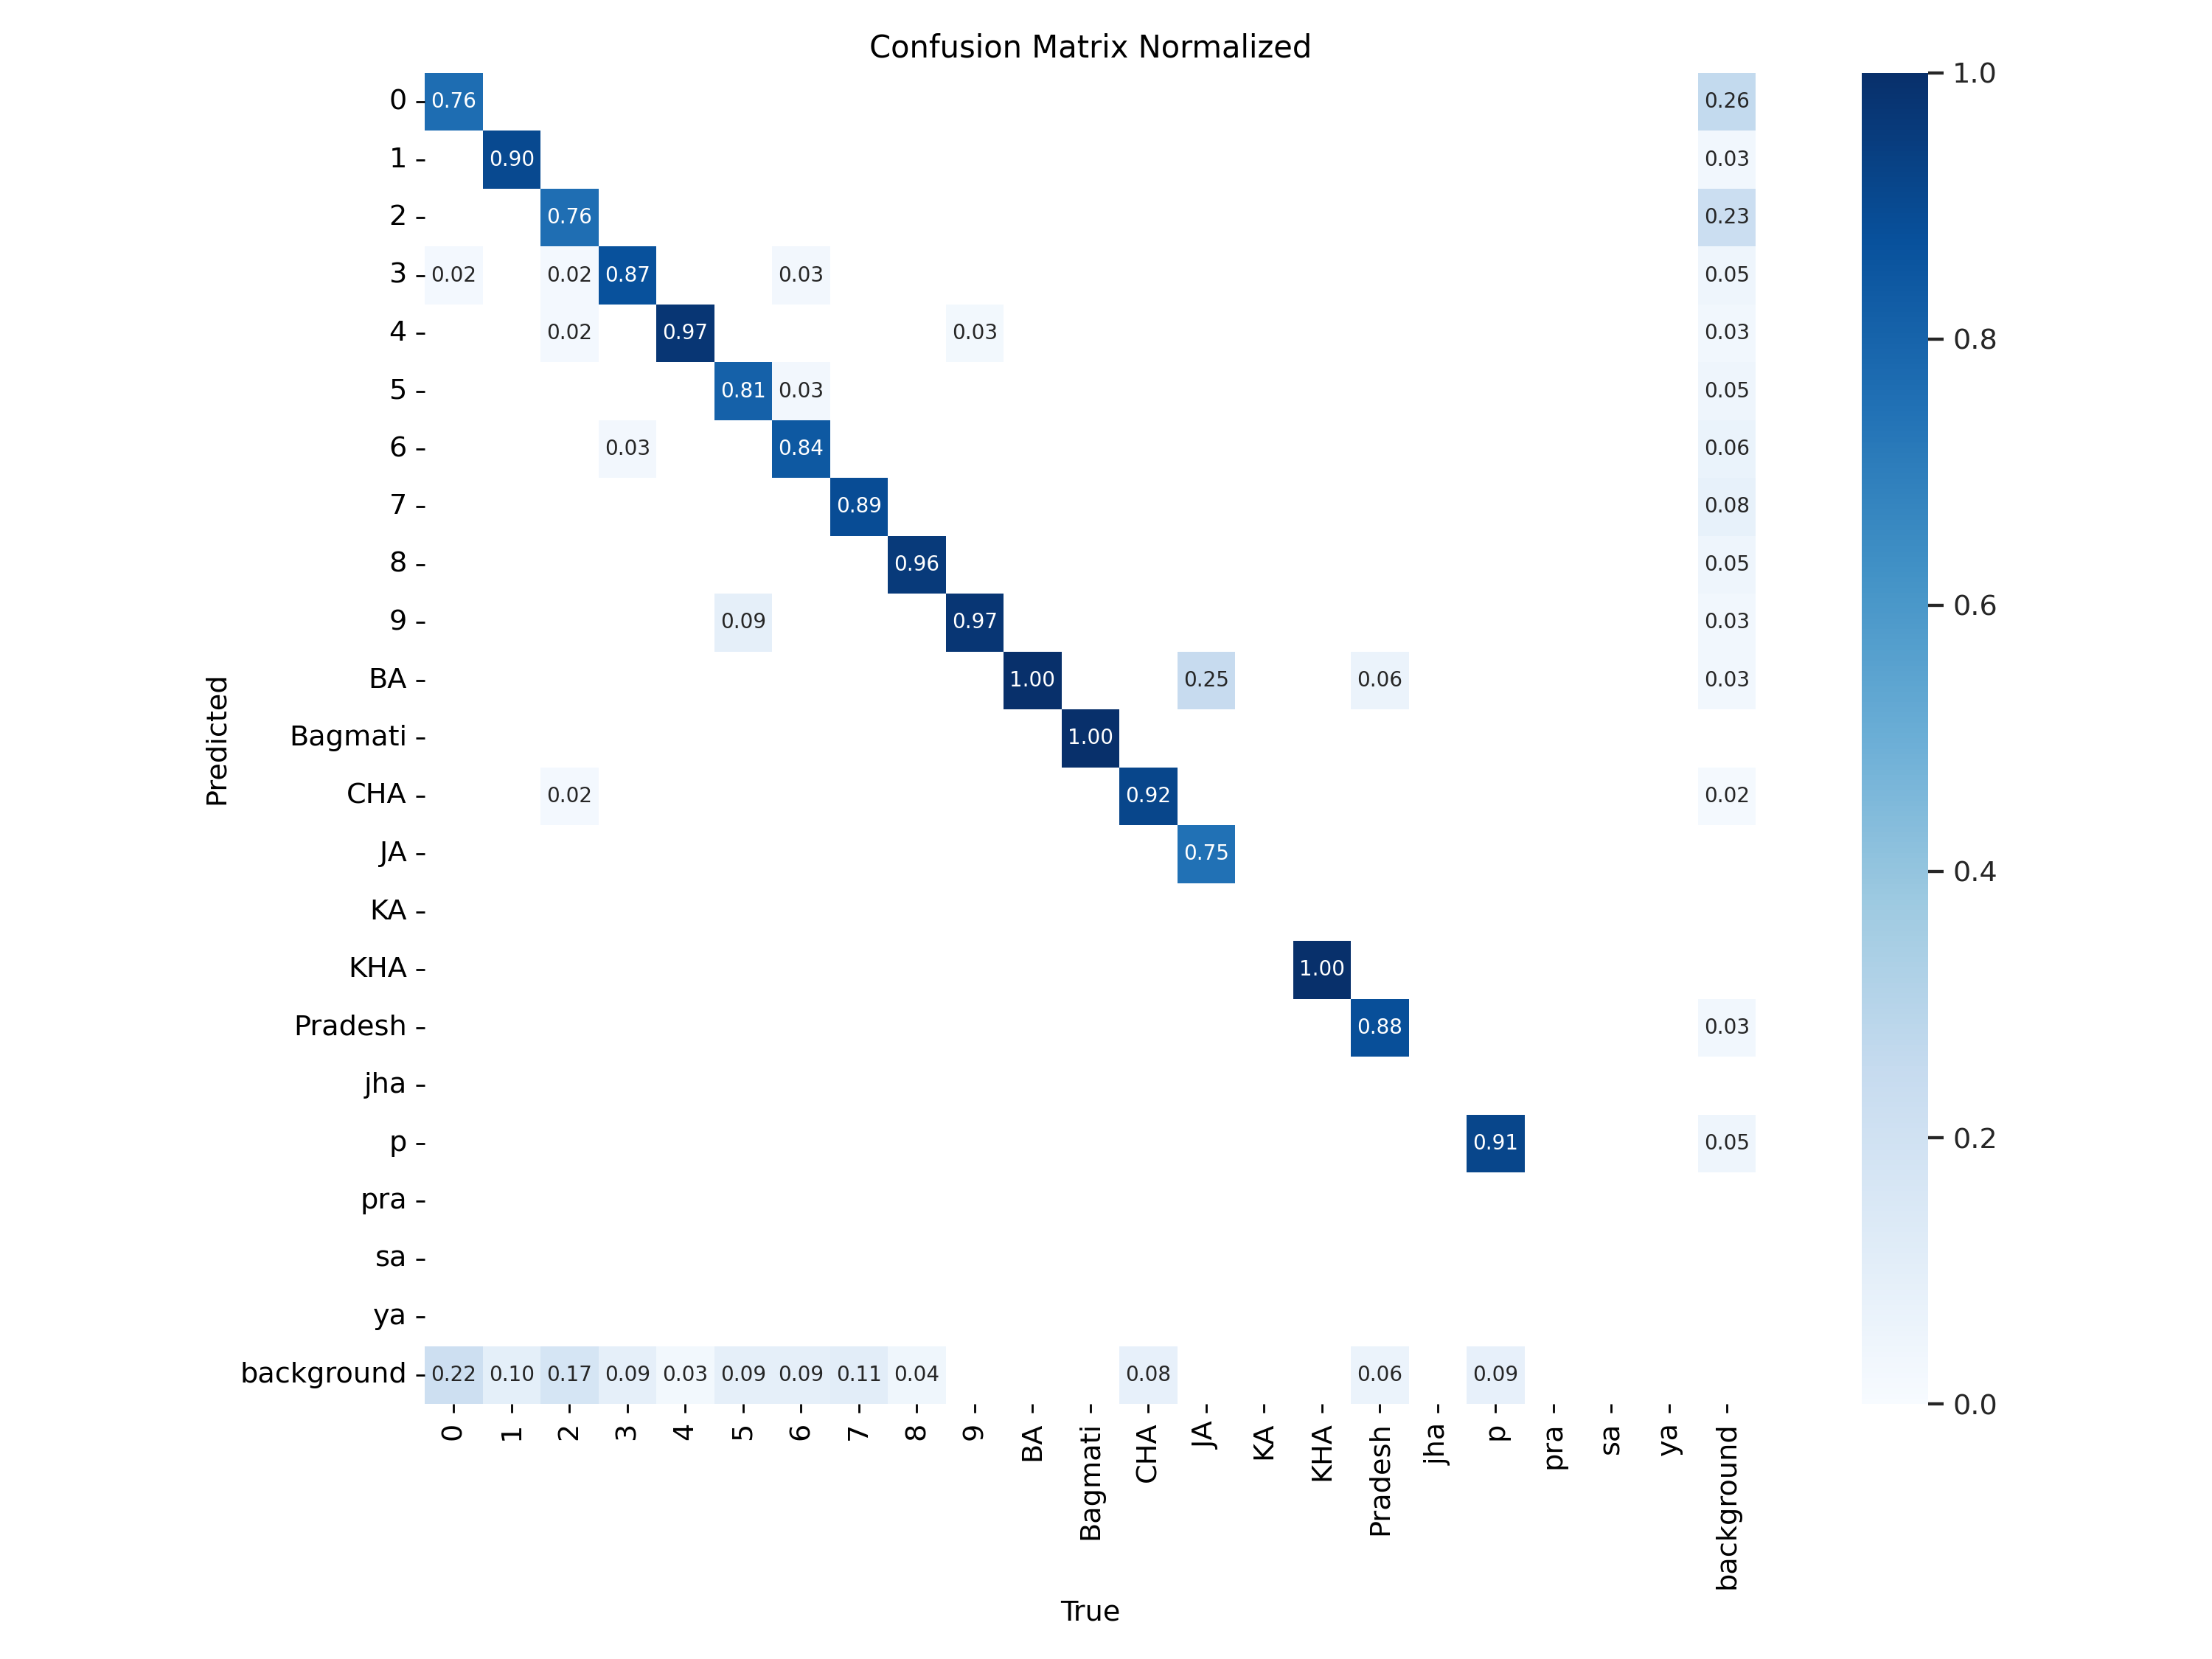 Confusion Matrix Normalized
0 0.76 0.26 1.0
1 0.90 0.03
2 0.76 0.23
3 0.02 0.02 0.87 0.03 0.05
4 0.02 0.97 0.03 0.03 0.8
5 0.81 0.03 0.05
6 0.03 0.84 0.06
7 0.89 0.08
8 0.96 0.05
9 0.09 0.97 0.03 0.6
BA 1.00 0.25 0.06 0.03
Predicted
Bagmati 1.00
CHA 0.02 0.92 0.02
JA 0.75 0.4
KA
KHA 1.00
Pradesh 0.88 0.03
jha
p 0.91 0.05 0.2
pra
sa
ya
background 0.22 0.10 0.17 0.09 0.03 0.09 0.09 0.11 0.04 0.08 0.06 0.09 0.0
0 1 2 3 4 5 6 7 8 9 BA Bagmati CHA JA KA KHA Pradesh jha p pra sa ya background
True